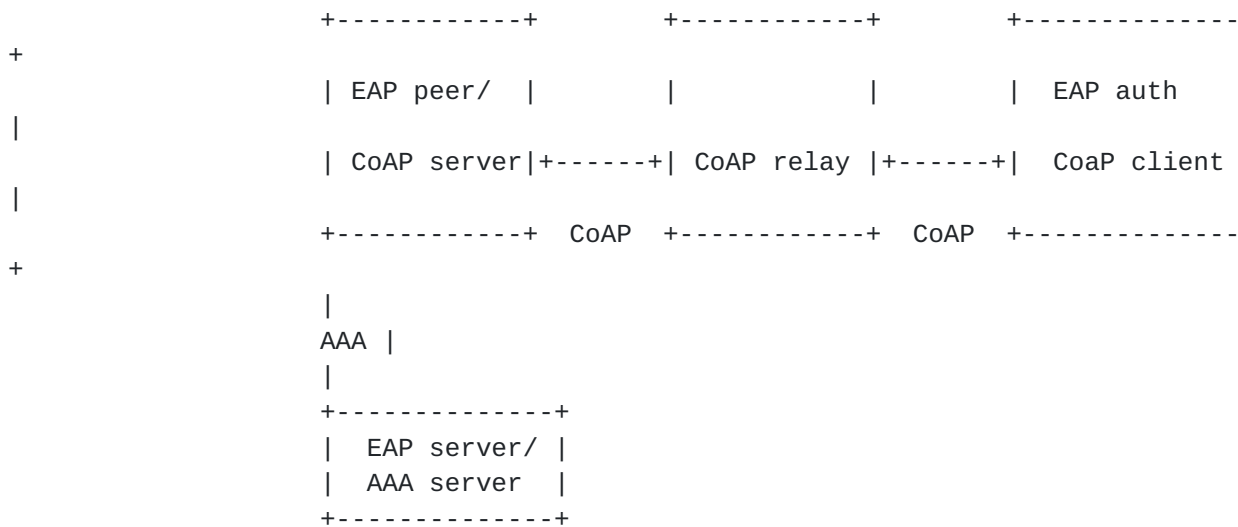 +------------+       +------------+       +--------------
+
| EAP peer/  |       |            |       |  EAP auth
|
| CoAP server|+------+| CoAP relay |+------+|  CoaP client
|
+------------+  CoAP  +------------+  CoAP  +--------------
+
|
AAA |
|
+--------------+
|  EAP server/ |
|  AAA server  |
+--------------+